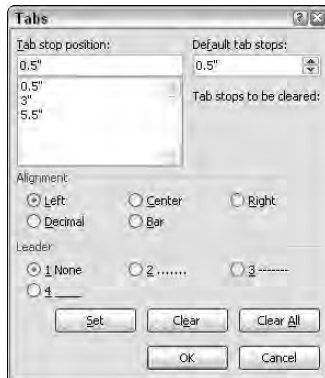 Tabs
Tab stop position:
Default tab stops:
0.5"
0.5"
0.5"
3"
5.5"
Tab stops to be cleared:
Alignment
Left
Center
Right
Decimal
Bar
Leader
1 None
2 .......
3 -------
4 ____
Set
Clear
Clear All
OK
Cancel